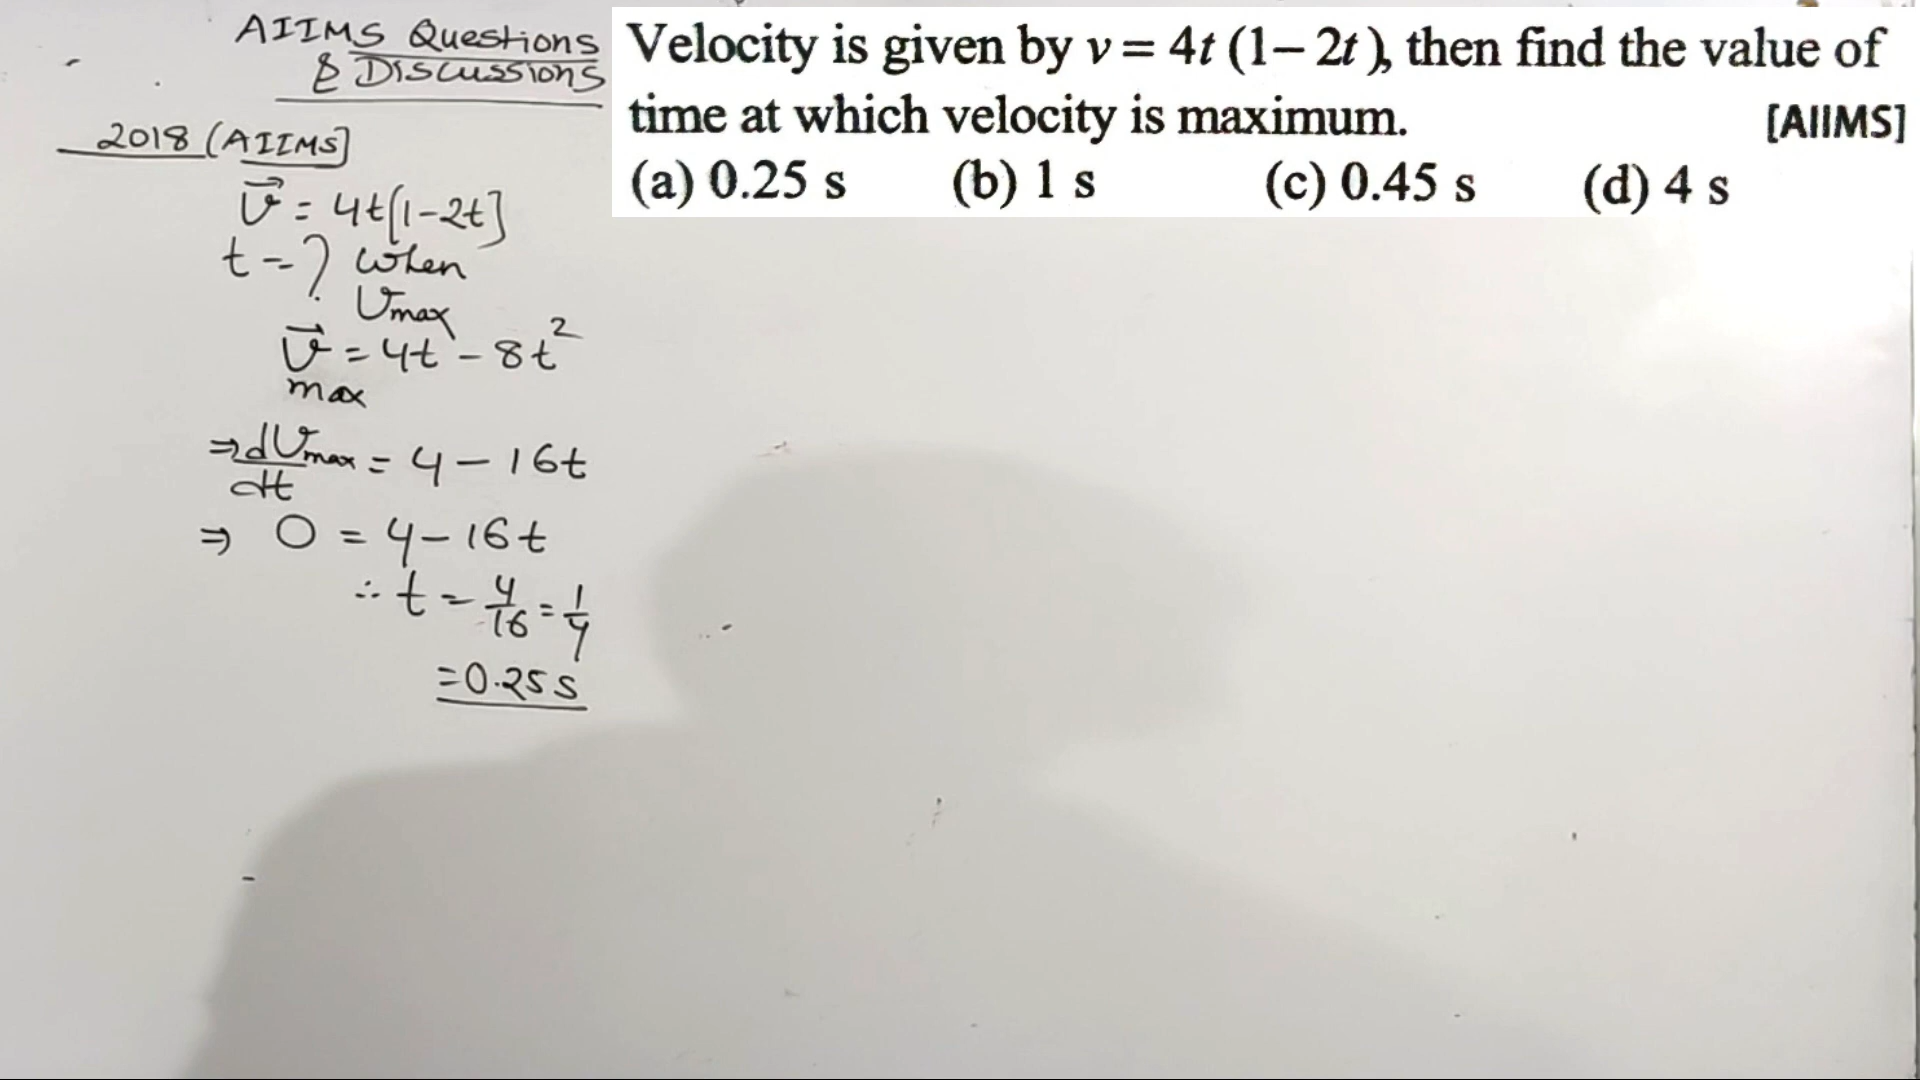 AIIMS Questions
& Discussions
2018 (AIIMS]
v⃗ = 4t[1-2t]
t = ? when
vmax
v⃗max = 4t - 8t²
⇒ dvmax/dt = 4 - 16t
⇒ 0 = 4 - 16t
∴ t = 4/16 = 1/4
= 0.25 s
Velocity is given by v = 4t (1– 2t ), then find the value of
time at which velocity is maximum. [AIIMS]
(a) 0.25 s (b) 1 s (c) 0.45 s (d) 4 s